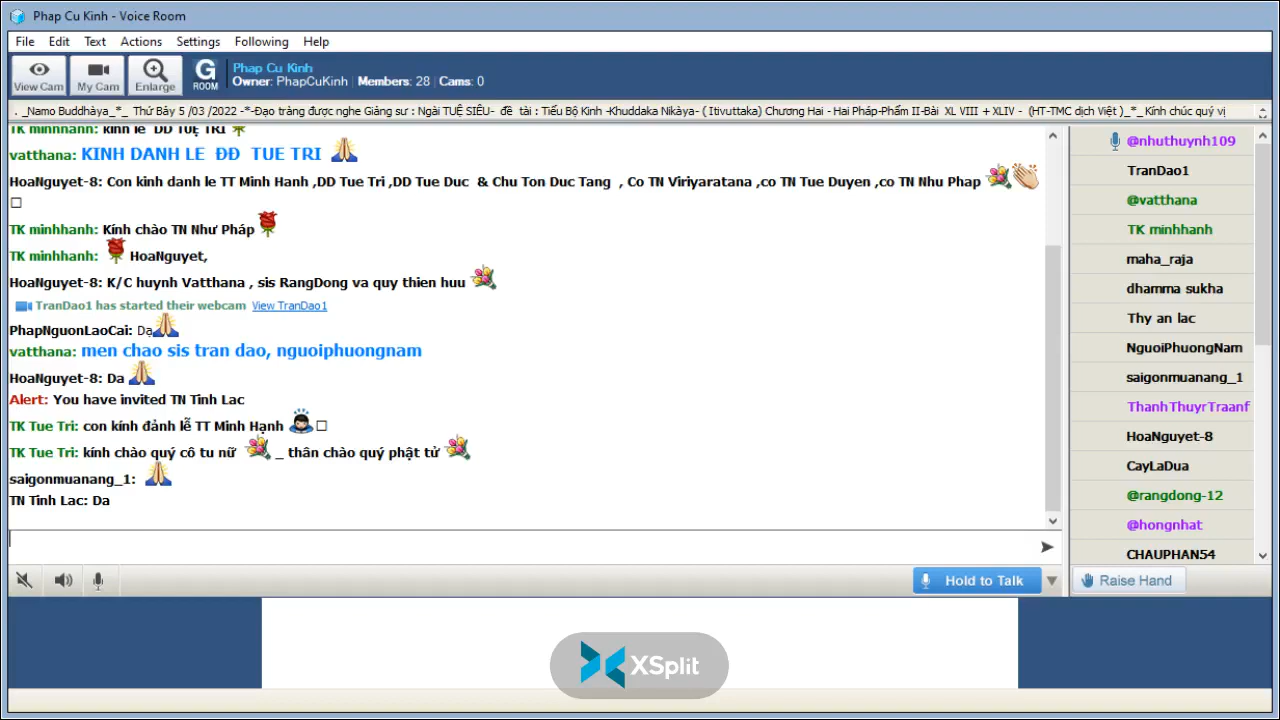 Phap Cu Kinh - Voice Room
File Edit Text Actions Settings Following Help
View Cam My Cam Enlarge G ROOM
Phap Cu Kinh
Owner: PhapCuKinh | Members: 28 | Cams: 0
. _Namo Buddhàya_*_ Thứ Bảy 5 /03 /2022 -*-Đạo tràng được nghe Giảng sư : Ngài TUỆ SIÊU- đề tài : Tiểu Bộ Kinh -Khuddaka Nikàya- ( Itivuttaka) Chương Hai - Hai Pháp-Phẩm II-Bài XL VIII + XLIV - (HT-TMC dịch Việt )_*_Kính chúc quý vị
TK minhhanh: kính lễ ĐĐ TUỆ TRI
vatthana: KINH DANH LE ĐĐ TUE TRI
HoaNguyet-8: Con kinh danh le TT Minh Hanh ,DD Tue Tri ,DD Tue Duc & Chu Ton Duc Tang , Co TN Viriyaratana ,co TN Tue Duyen ,co TN Nhu Phap
TK minhhanh: Kính chào TN Như Pháp
TK minhhanh: HoaNguyet,
HoaNguyet-8: K/C huynh Vatthana , sis RangDong va quy thien huu
TranDao1 has started their webcam View TranDao1
PhapNguonLaoCai: Dạ
vatthana: men chao sis tran dao, nguoiphuongnam
HoaNguyet-8: Da
Alert: You have invited TN Tinh Lac
TK Tue Tri: con kính đảnh lễ TT Minh Hạnh
TK Tue Tri: kính chào quý cô tu nữ _ thân chào quý phật tử
saigonmuanang_1:
TN Tinh Lac: Da
@nhuthuynh109
TranDao1
@vatthana
TK minhhanh
maha_raja
dhamma sukha
Thy an lac
NguoiPhuongNam
saigonmuanang_1
ThanhThuyrTraanf
HoaNguyet-8
CayLaDua
@rangdong-12
@hongnhat
CHAUPHAN54
Hold to Talk
Raise Hand
XSplit